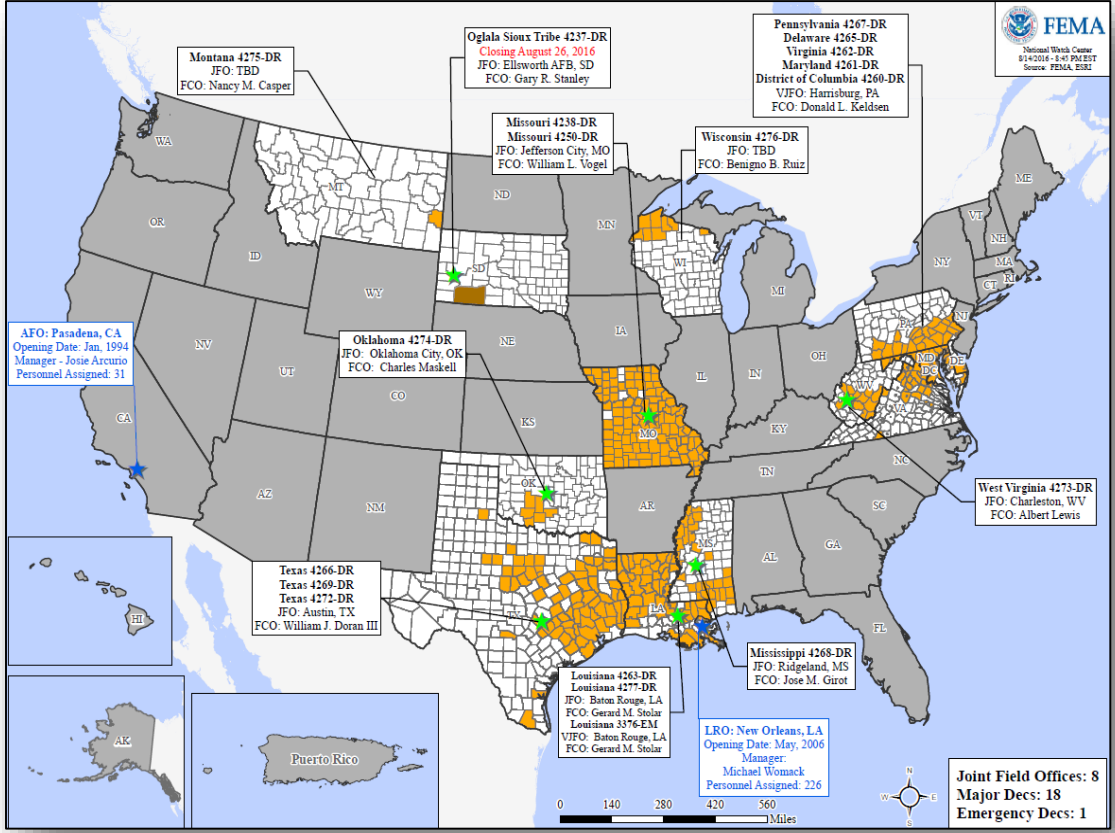 FEMA
National Watch Center
8/14/2016 - 8:45 PM EST
Source: FEMA, ESRI
Pennsylvania 4267-DR
Delaware 4265-DR
Virginia 4262-DR
Maryland 4261-DR
District of Columbia 4260-DR
VJFO: Harrisburg, PA
FCO: Donald L. Keldsen
Oglala Sioux Tribe 4237-DR
Closing August 26, 2016
JFO: Ellsworth AFB, SD
FCO: Gary R. Stanley
Montana 4275-DR
JFO: TBD
FCO: Nancy M. Casper
Missouri 4238-DR
Missouri 4250-DR
JFO: Jefferson City, MO
FCO: William L. Vogel
Wisconsin 4276-DR
JFO: TBD
FCO: Benigno B. Ruiz
WA
MT
ND
MN
ME
OR
ID
SD
WI
VT
NH
NY
MA
RI
CT
WY
MI
AFO: Pasadena, CA
Opening Date: Jan, 1994
Manager - Josie Arcurio
Personnel Assigned: 31
NV
UT
NE
IA
PA
NJ
Oklahoma 4274-DR
JFO: Oklahoma City, OK
FCO: Charles Maskell
IL
IN
OH
MD
DE
DC
CA
CO
KS
MO
WV
VA
KY
AZ
NM
OK
AR
TN
NC
West Virginia 4273-DR
JFO: Charleston, WV
FCO: Albert Lewis
SC
MS
AL
GA
Texas 4266-DR
Texas 4269-DR
Texas 4272-DR
JFO: Austin, TX
FCO: William J. Doran III
TX
LA
FL
HI
Mississippi 4268-DR
JFO: Ridgeland, MS
FCO: Jose M. Girot
Louisiana 4263-DR
Louisiana 4277-DR
JFO: Baton Rouge, LA
FCO: Gerard M. Stolar
Louisiana 3376-EM
VJFO: Baton Rouge, LA
FCO: Gerard M. Stolar
LRO: New Orleans, LA
Opening Date: May, 2006
Manager:
Michael Womack
Personnel Assigned: 226
AK
Puerto Rico
N
W
E
S
0 140 280 420 560
Miles
Joint Field Offices: 8
Major Decs: 18
Emergency Decs: 1